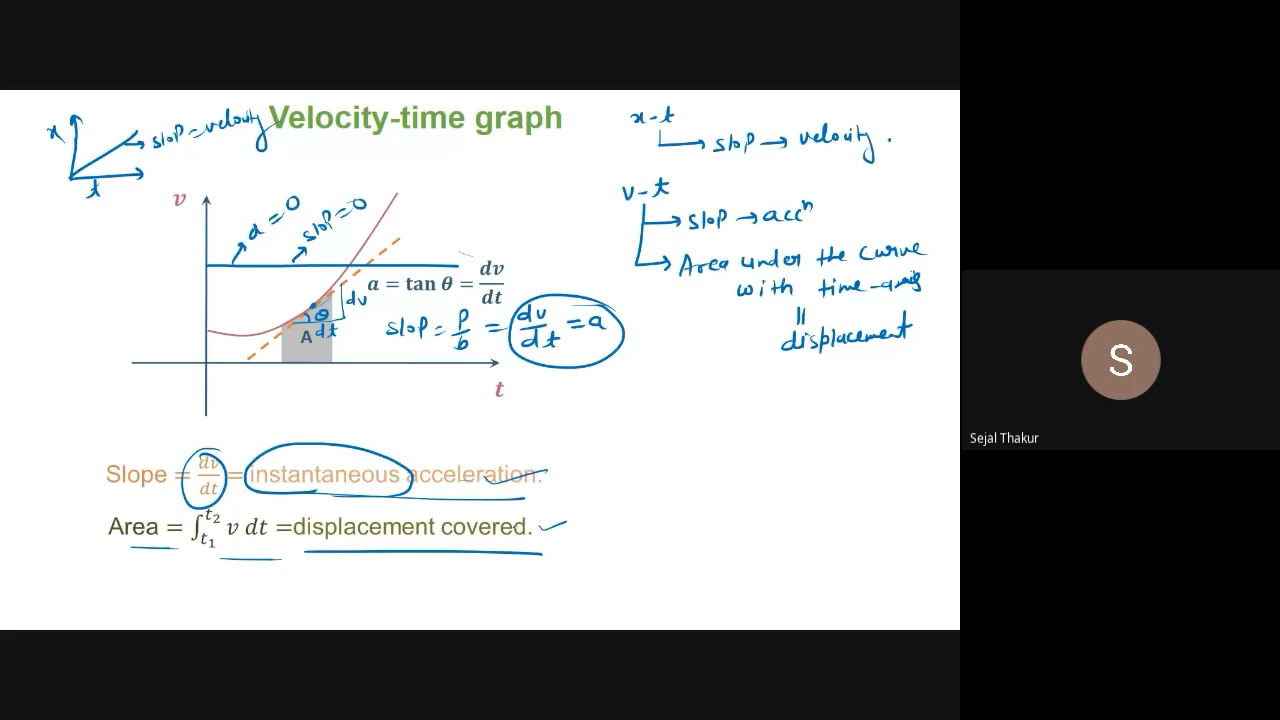 Velocity-time graph
x
slop = velocity
t
x-t
slop → velocity.
v-t
slop → accⁿ
Area under the curve
with time-axis
॥
displacement
v
a = 0
slop = 0
a = tan θ = dv/dt
dv
θ
A dt
slop = p/b = dv/dt = a
t
Slope = dv/dt = instantaneous acceleration.
Area = ∫_{t₁}^{t₂} v dt =displacement covered.
S
Sejal Thakur